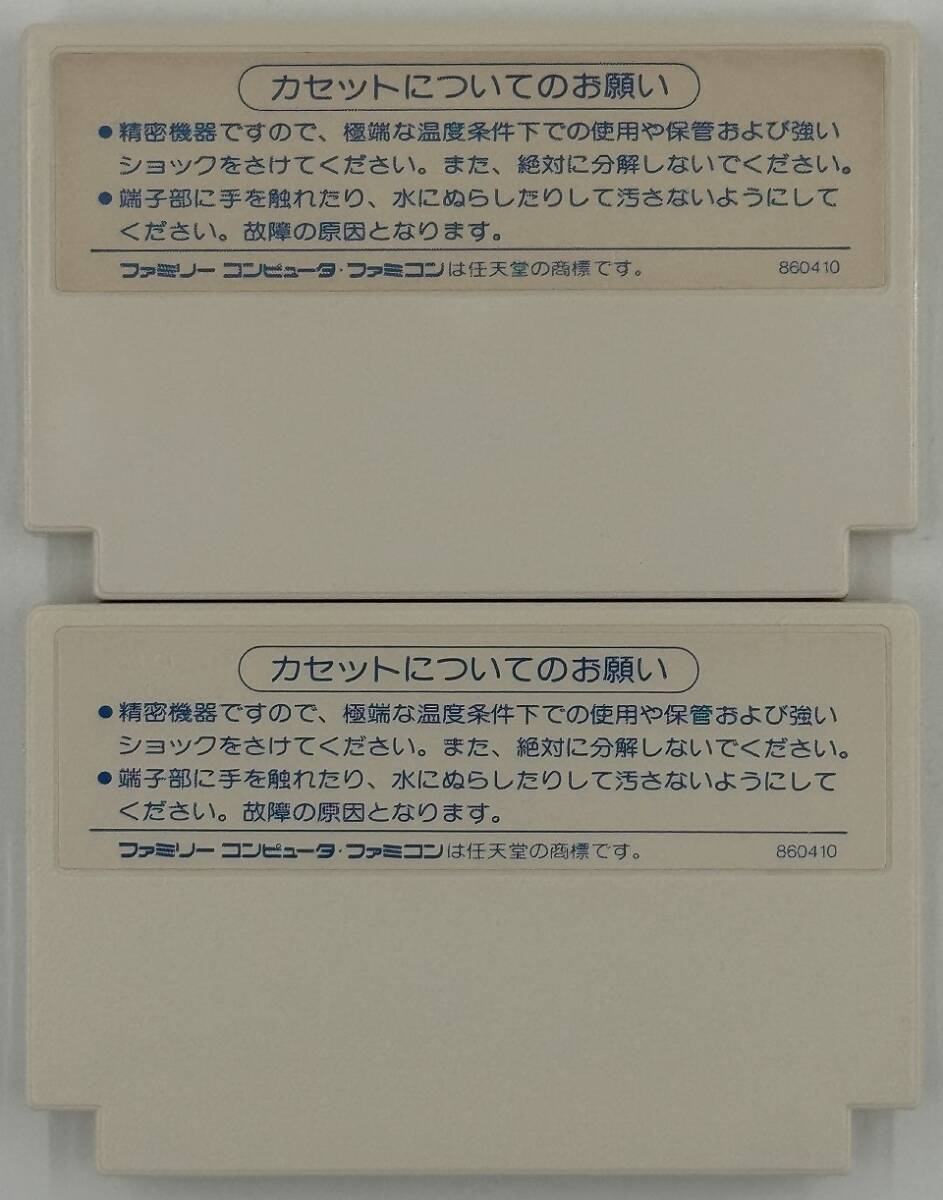 カセットについてのお願い
●精密機器ですので、極端な温度条件下での使用や保管および強い
ショックをさけてください。また、絶対に分解しないでください。
●端子部に手を触れたり、水にぬらしたりして汚さないようにして
ください。故障の原因となります。
ファミリー コンピュータ・ファミコンは任天堂の商標です。 860410
カセットについてのお願い
●精密機器ですので、極端な温度条件下での使用や保管および強い
ショックをさけてください。また、絶対に分解しないでください。
●端子部に手を触れたり、水にぬらしたりして汚さないようにして
ください。故障の原因となります。
ファミリー コンピュータ・ファミコンは任天堂の商標です。 860410